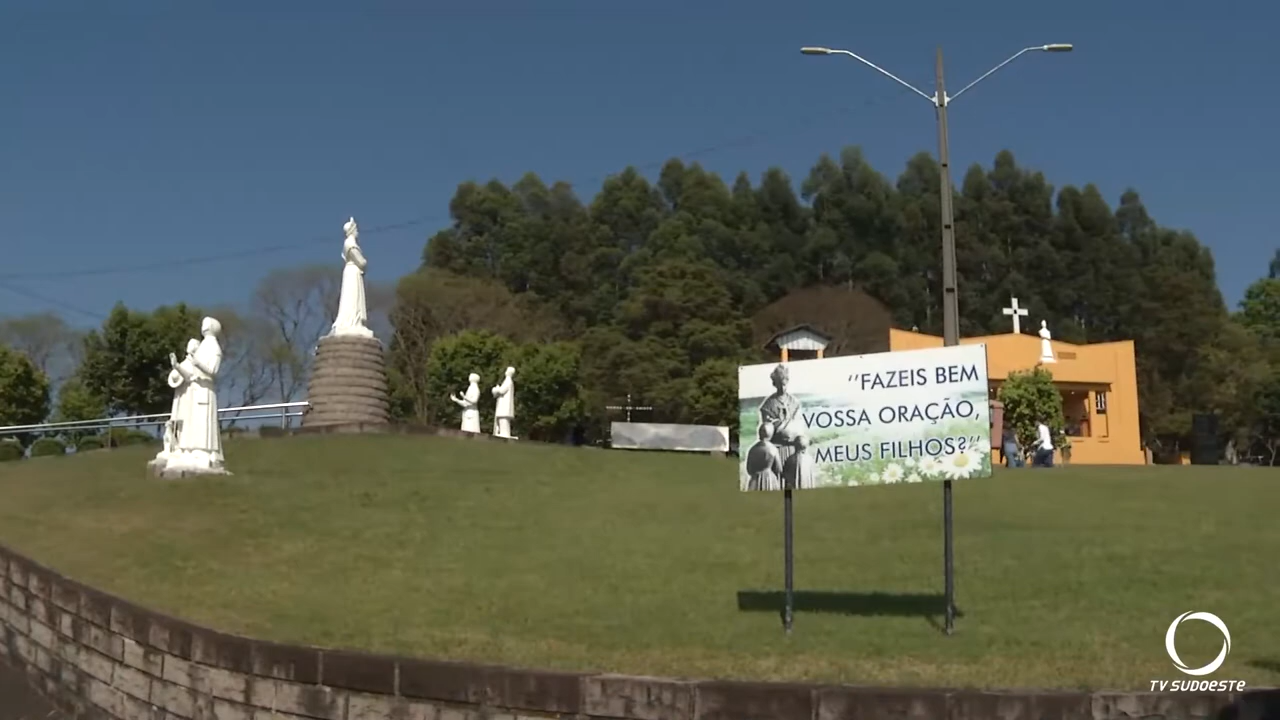 "FAZEIS BEM
VOSSA ORAÇÃO,
MEUS FILHOS?"
TV SUDOESTE